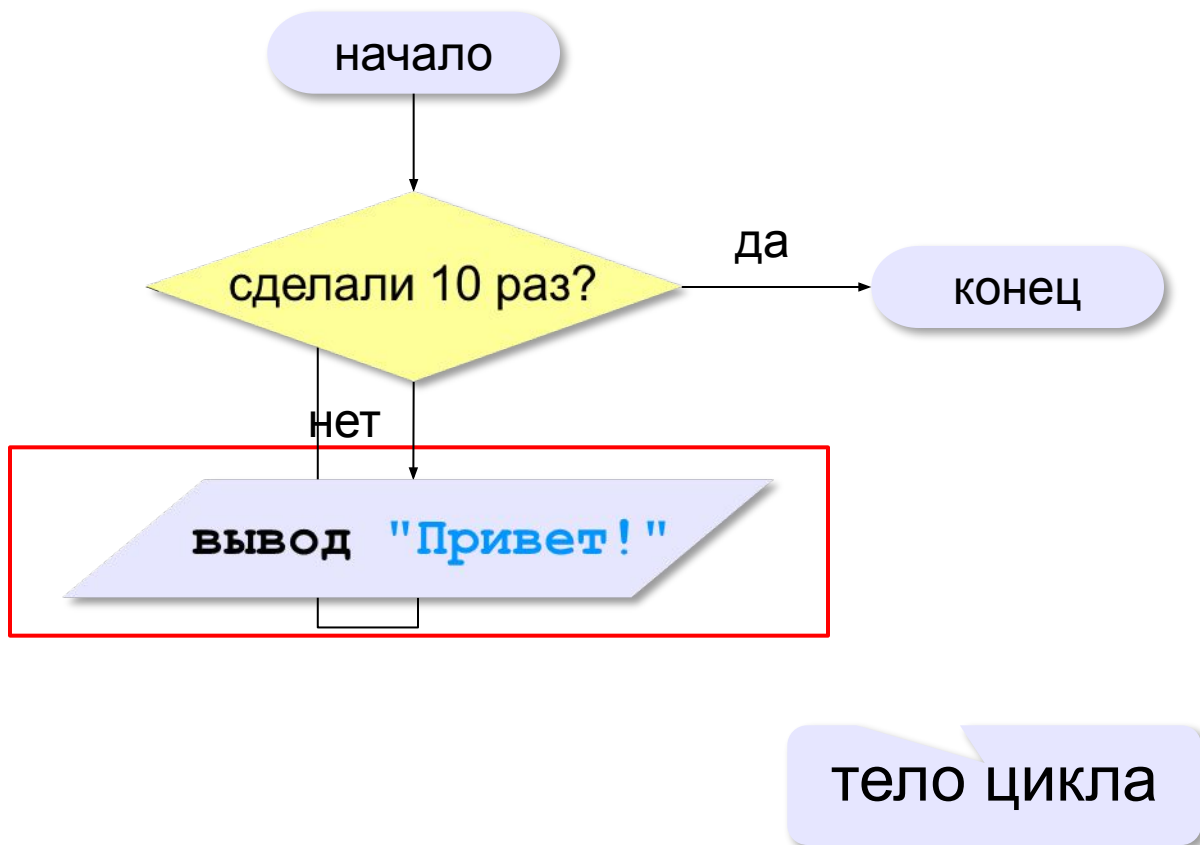 начало
сделали 10 раз?
да
конец
нет
вывод "Привет!"
тело цикла